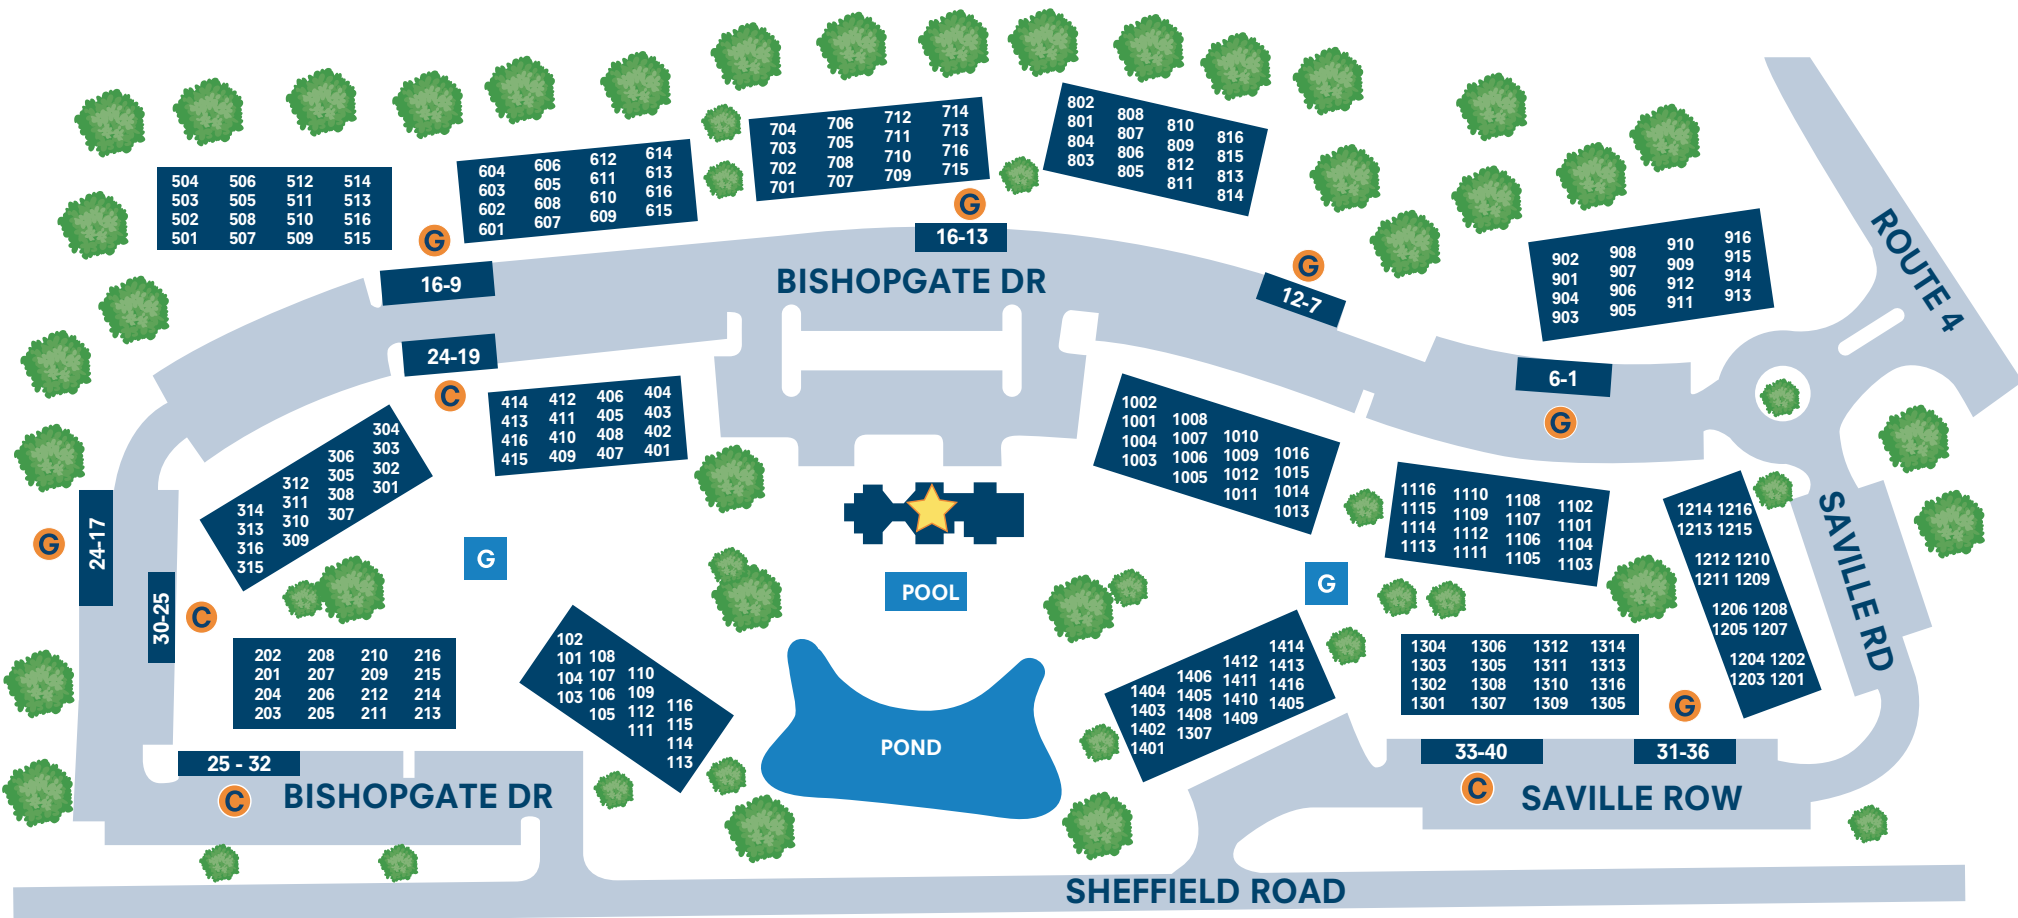 504 506 512 514
503 505 511 513
502 508 510 516
501 507 509 515
604 606 612 614
603 605 611 613
602 608 610 616
601 607 609 615
704 706 712 714
703 705 711 713
702 708 710 716
701 707 709 715
802 808 810 816
801 807 809 815
804 806 812 813
803 805 811 814
902 908 910 916
901 907 909 915
904 906 912 914
903 905 911 913
ROUTE 4
G
16-9
G
16-13
BISHOPGATE DR
G
12-7
6-1
G
24-19
C
414 412 406 404
413 411 405 403
416 410 408 402
415 409 407 401
314 312 306 304
313 311 305 303
316 310 308 302
315 309 307 301
1002 1008 1010 1016
1001 1007 1009 1015
1004 1006 1012 1014
1003 1005 1011 1013
1116 1110 1108 1102
1115 1109 1107 1101
1114 1112 1106 1104
1113 1111 1105 1103
1214 1216
1213 1215
1212 1210
1211 1209
1206 1208
1205 1207
1204 1202
1203 1201
SAVILLE RD
G
24-17
30-25
C
G
POOL
G
202 208 210 216
201 207 209 215
204 206 212 214
203 205 211 213
102 108 110 116
101 107 109 115
104 106 112 114
103 105 111 113
POND
1404 1406 1412 1414
1403 1405 1411 1413
1402 1408 1410 1416
1401 1307 1409 1405
1304 1306 1312 1314
1303 1305 1311 1313
1302 1308 1310 1316
1301 1307 1309 1305
G
25 - 32
C
BISHOPGATE DR
33-40
31-36
C
SAVILLE ROW
SHEFFIELD ROAD